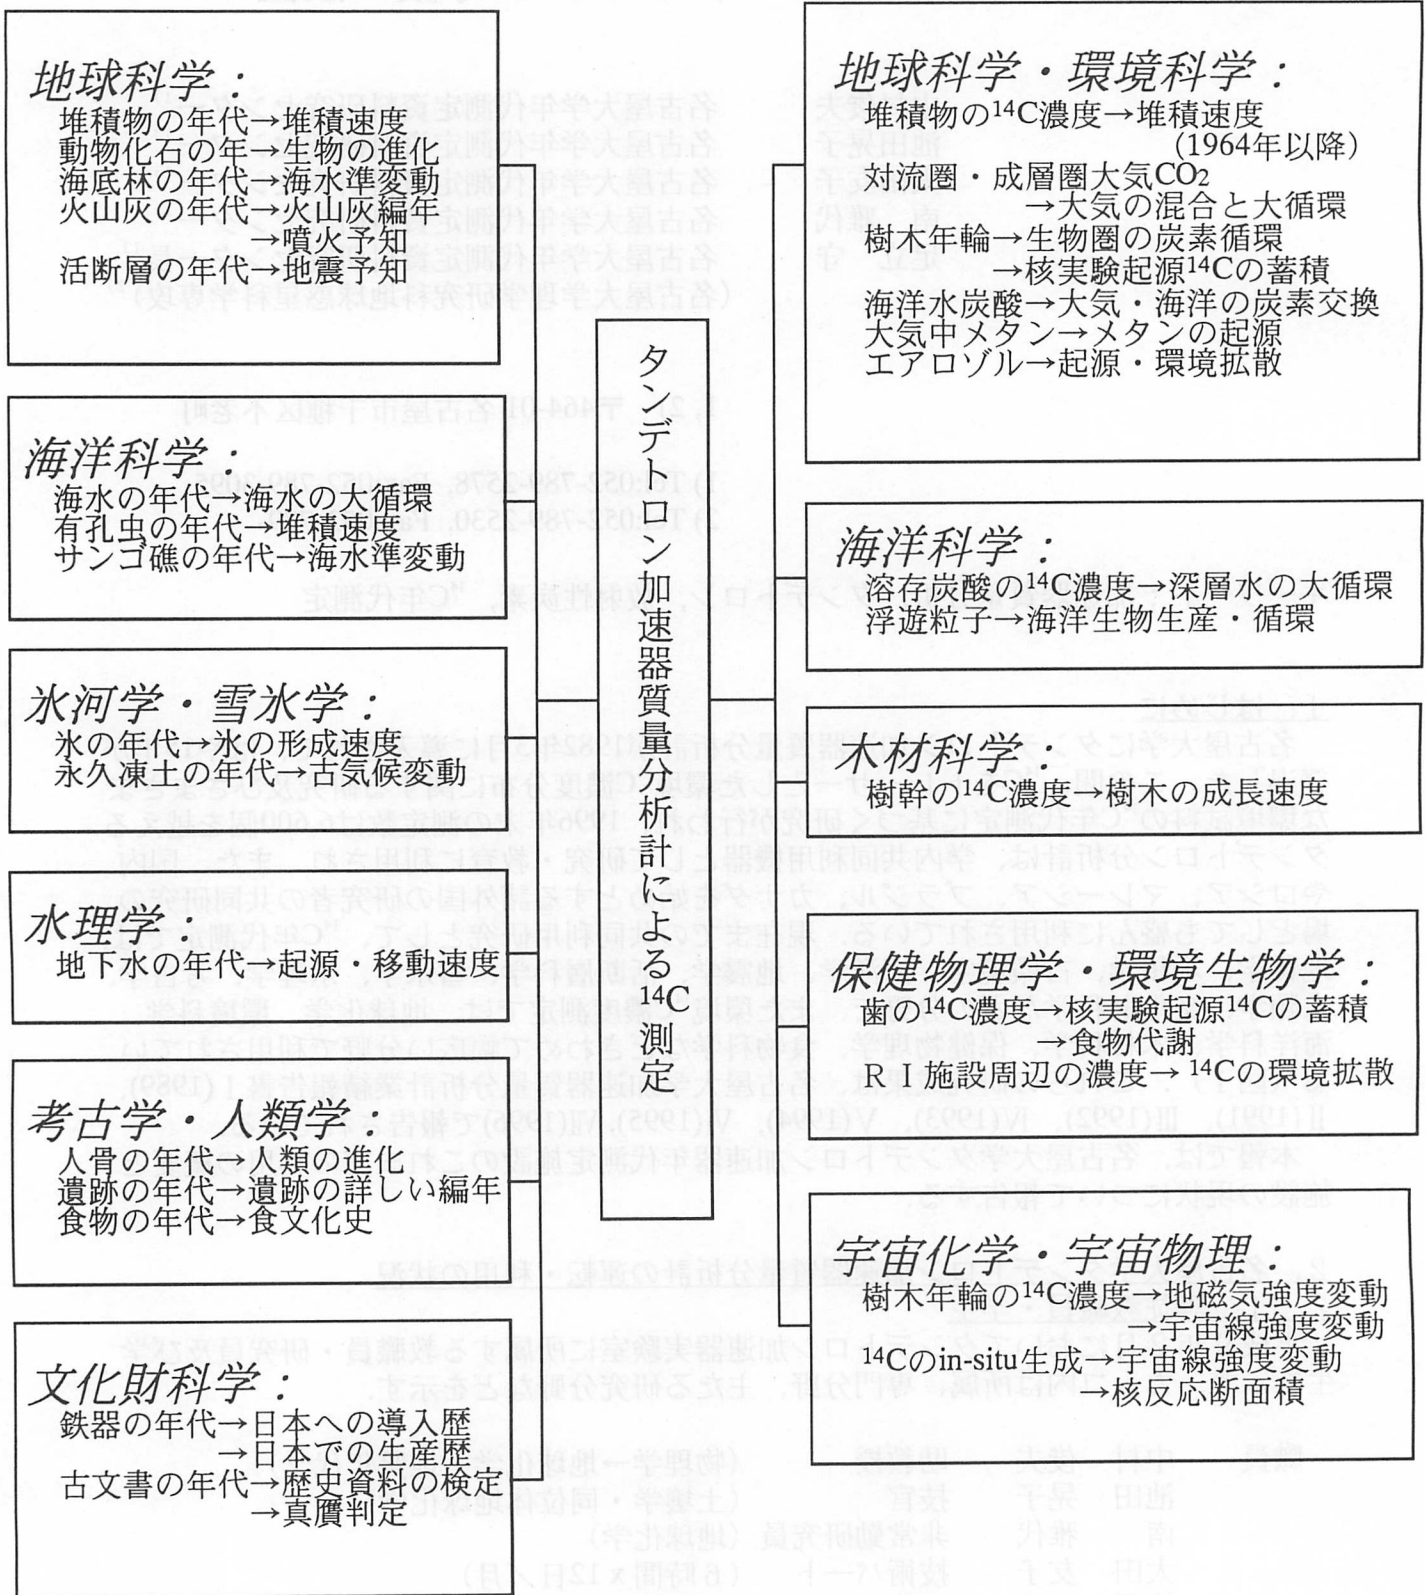 地球科学：
堆積物の年代→堆積速度
動物化石の年→生物の進化
海底林の年代→海水準変動
火山灰の年代→火山灰編年
→噴火予知
活断層の年代→地震予知
海洋科学：
海水の年代→海水の大循環
有孔虫の年代→堆積速度
サンゴ礁の年代→海水準変動
氷河学・雪氷学：
氷の年代→氷の形成速度
永久凍土の年代→古気候変動
水理学：
地下水の年代→起源・移動速度
考古学・人類学：
人骨の年代→人類の進化
遺跡の年代→遺跡の詳しい編年
食物の年代→食文化史
文化財科学：
鉄器の年代→日本への導入歴
→日本での生産歴
古文書の年代→歴史資料の検定
→真贋判定
タンデトロン加速器質量分析計による¹⁴C測定
地球科学・環境科学：
堆積物の¹⁴C濃度→堆積速度
(1964年以降)
対流圏・成層圏大気CO₂
→大気の混合と大循環
樹木年輪→生物圏の炭素循環
→核実験起源¹⁴Cの蓄積
海洋水炭酸→大気・海洋の炭素交換
大気中メタン→メタンの起源
エアロゾル→起源・環境拡散
海洋科学：
溶存炭酸の¹⁴C濃度→深層水の大循環
浮遊粒子→海洋生物生産・循環
木材科学：
樹幹の¹⁴C濃度→樹木の成長速度
保健物理学・環境生物学：
歯の¹⁴C濃度→核実験起源¹⁴Cの蓄積
→食物代謝
ＲＩ施設周辺の濃度→¹⁴Cの環境拡散
宇宙化学・宇宙物理：
樹木年輪の¹⁴C濃度→地磁気強度変動
→宇宙線強度変動
¹⁴Cのin-situ生成→宇宙線強度変動
→核反応断面積